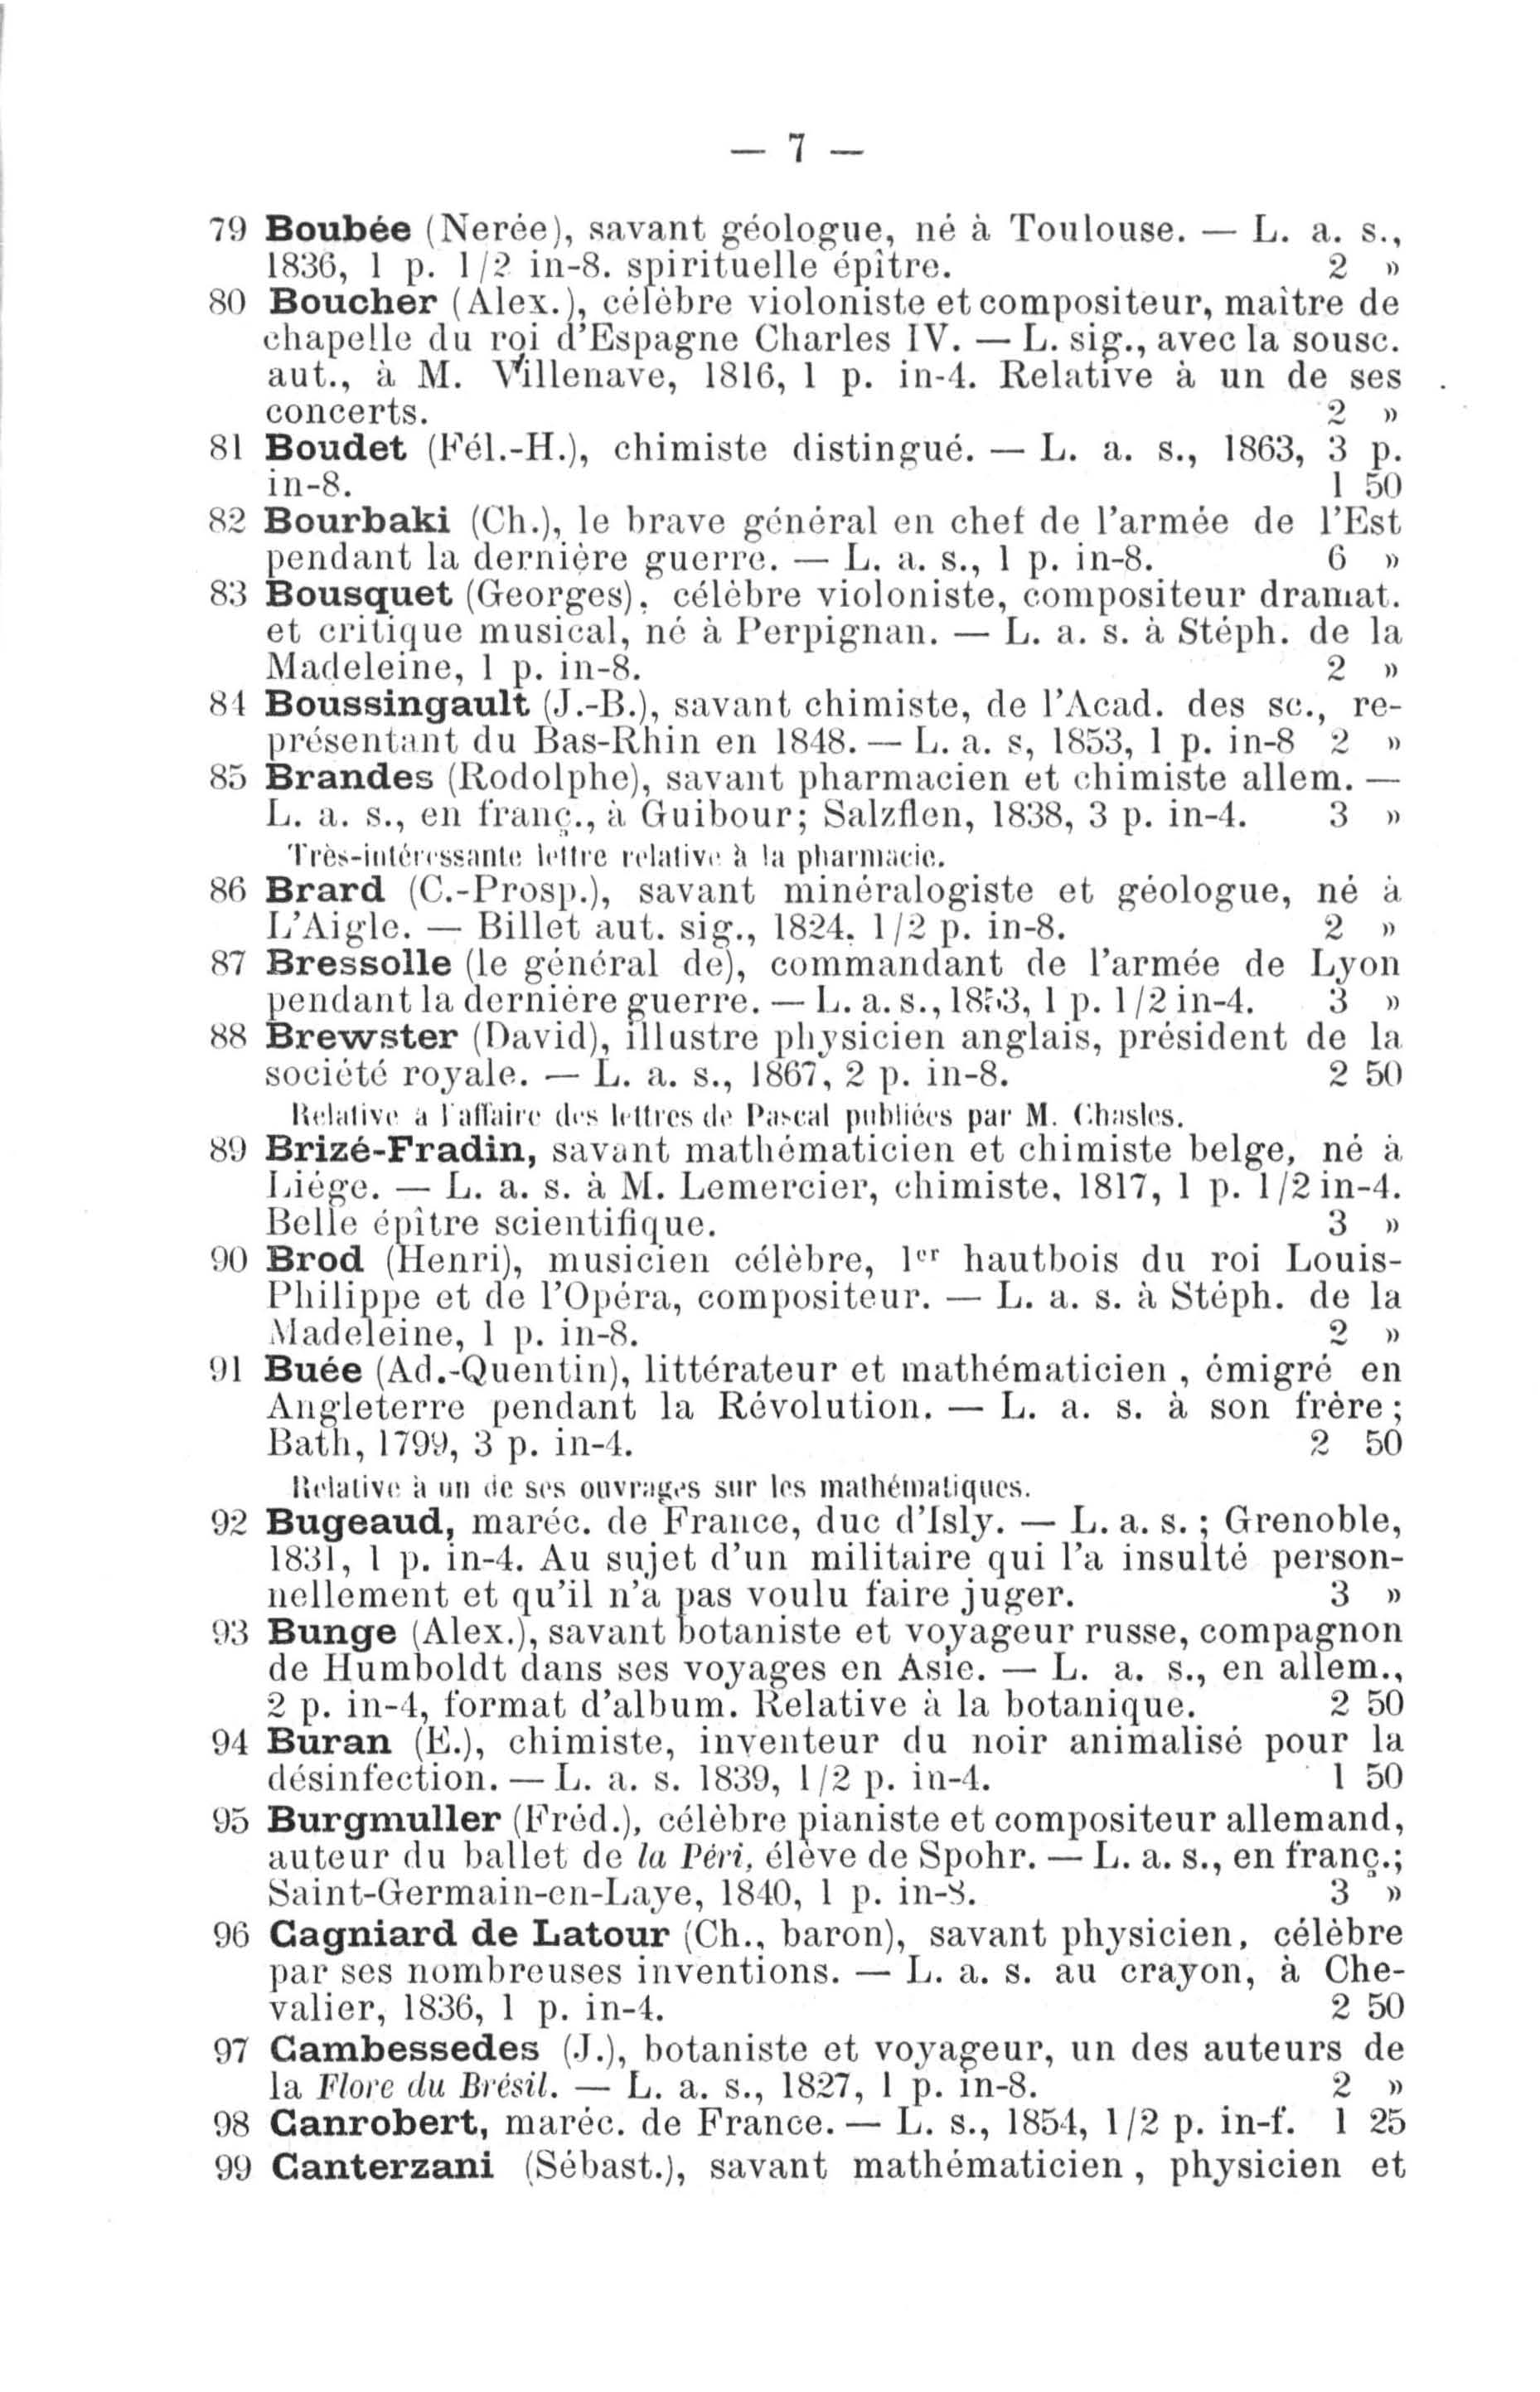 — 7 —
79 Boubée (Nerée), savant géologue, né à Toulouse. — L. a. s.,
1836, 1 p. 1/2 in-8. spirituelle épître. 2 »
80 Boucher (Alex.), célèbre violoniste et compositeur, maître de
chapelle du roi d'Espagne Charles IV. — L. sig., avec la sousc.
aut., à M. Villenave, 1816, 1 p. in-4. Relative à un de ses
concerts. 2 »
81 Boudet (Fél.-H.), chimiste distingué. — L. a. s., 1863, 3 p.
in-8. 1 50
82 Bourbaki (Ch.), le brave général en chef de l'armée de l'Est
pendant la dernière guerre. — L. a. s., 1 p. in-8. 6 »
83 Bousquet (Georges), célèbre violoniste, compositeur dramat.
et critique musical, né à Perpignan. — L. a. s. à Stéph. de la
Madeleine, 1 p. in-8. 2 »
84 Boussingault (J.-B.), savant chimiste, de l'Acad. des sc., re-
présentant du Bas-Rhin en 1848. — L. a. s, 1853, 1 p. in-8 2 »
85 Brandes (Rodolphe), savant pharmacien et chimiste allem. —
L. a. s., en franç., à Guibour; Salzflen, 1838, 3 p. in-4. 3 »
Très-intéressante lettre relative à la pharmacie.
86 Brard (C.-Prosp.), savant minéralogiste et géologue, né à
L'Aigle. — Billet aut. sig., 1824. 1/2 p. in-8. 2 »
87 Bressolle (le général de), commandant de l'armée de Lyon
pendant la dernière guerre. — L. a. s., 1853, 1 p. 1/2 in-4. 3 »
88 Brewster (David), illustre physicien anglais, président de la
société royale. — L. a. s., 1867, 2 p. in-8. 2 50
Relative a l'affaire des lettres de Pascal publiées par M. Chasles.
89 Brizé-Fradin, savant mathématicien et chimiste belge, né à
Liége. — L. a. s. à M. Lemercier, chimiste, 1817, 1 p. 1/2 in-4.
Belle épître scientifique. 3 »
90 Brod (Henri), musicien célèbre, 1er hautbois du roi Louis-
Philippe et de l'Opéra, compositeur. — L. a. s. à Stéph. de la
Madeleine, 1 p. in-8. 2 »
91 Buée (Ad.-Quentin), littérateur et mathématicien, émigré en
Angleterre pendant la Révolution. — L. a. s. à son frère;
Bath, 1799, 3 p. in-4. 2 50
Relative à un de ses ouvrages sur les mathématiques.
92 Bugeaud, maréc. de France, duc d'Isly. — L. a. s. ; Grenoble,
1831, 1 p. in-4. Au sujet d'un militaire qui l'a insulté person-
nellement et qu'il n'a pas voulu faire juger. 3 »
93 Bunge (Alex.), savant botaniste et voyageur russe, compagnon
de Humboldt dans ses voyages en Asie. — L. a. s., en allem.,
2 p. in-4, format d'album. Relative à la botanique. 2 50
94 Buran (E.), chimiste, inventeur du noir animalisé pour la
désinfection. — L. a. s. 1839, 1/2 p. in-4. 1 50
95 Burgmuller (Fréd.), célèbre pianiste et compositeur allemand,
auteur du ballet de la Péri, élève de Spohr. — L. a. s., en franç.;
Saint-Germain-en-Laye, 1840, 1 p. in-8. 3 »
96 Cagniard de Latour (Ch., baron), savant physicien, célèbre
par ses nombreuses inventions. — L. a. s. au crayon, à Che-
valier, 1836, 1 p. in-4. 2 50
97 Cambessedes (J.), botaniste et voyageur, un des auteurs de
la Flore du Brésil. — L. a. s., 1827, 1 p. in-8. 2 »
98 Canrobert, maréc. de France. — L. s., 1854, 1/2 p. in-f. 1 25
99 Canterzani (Sébast.), savant mathématicien, physicien et